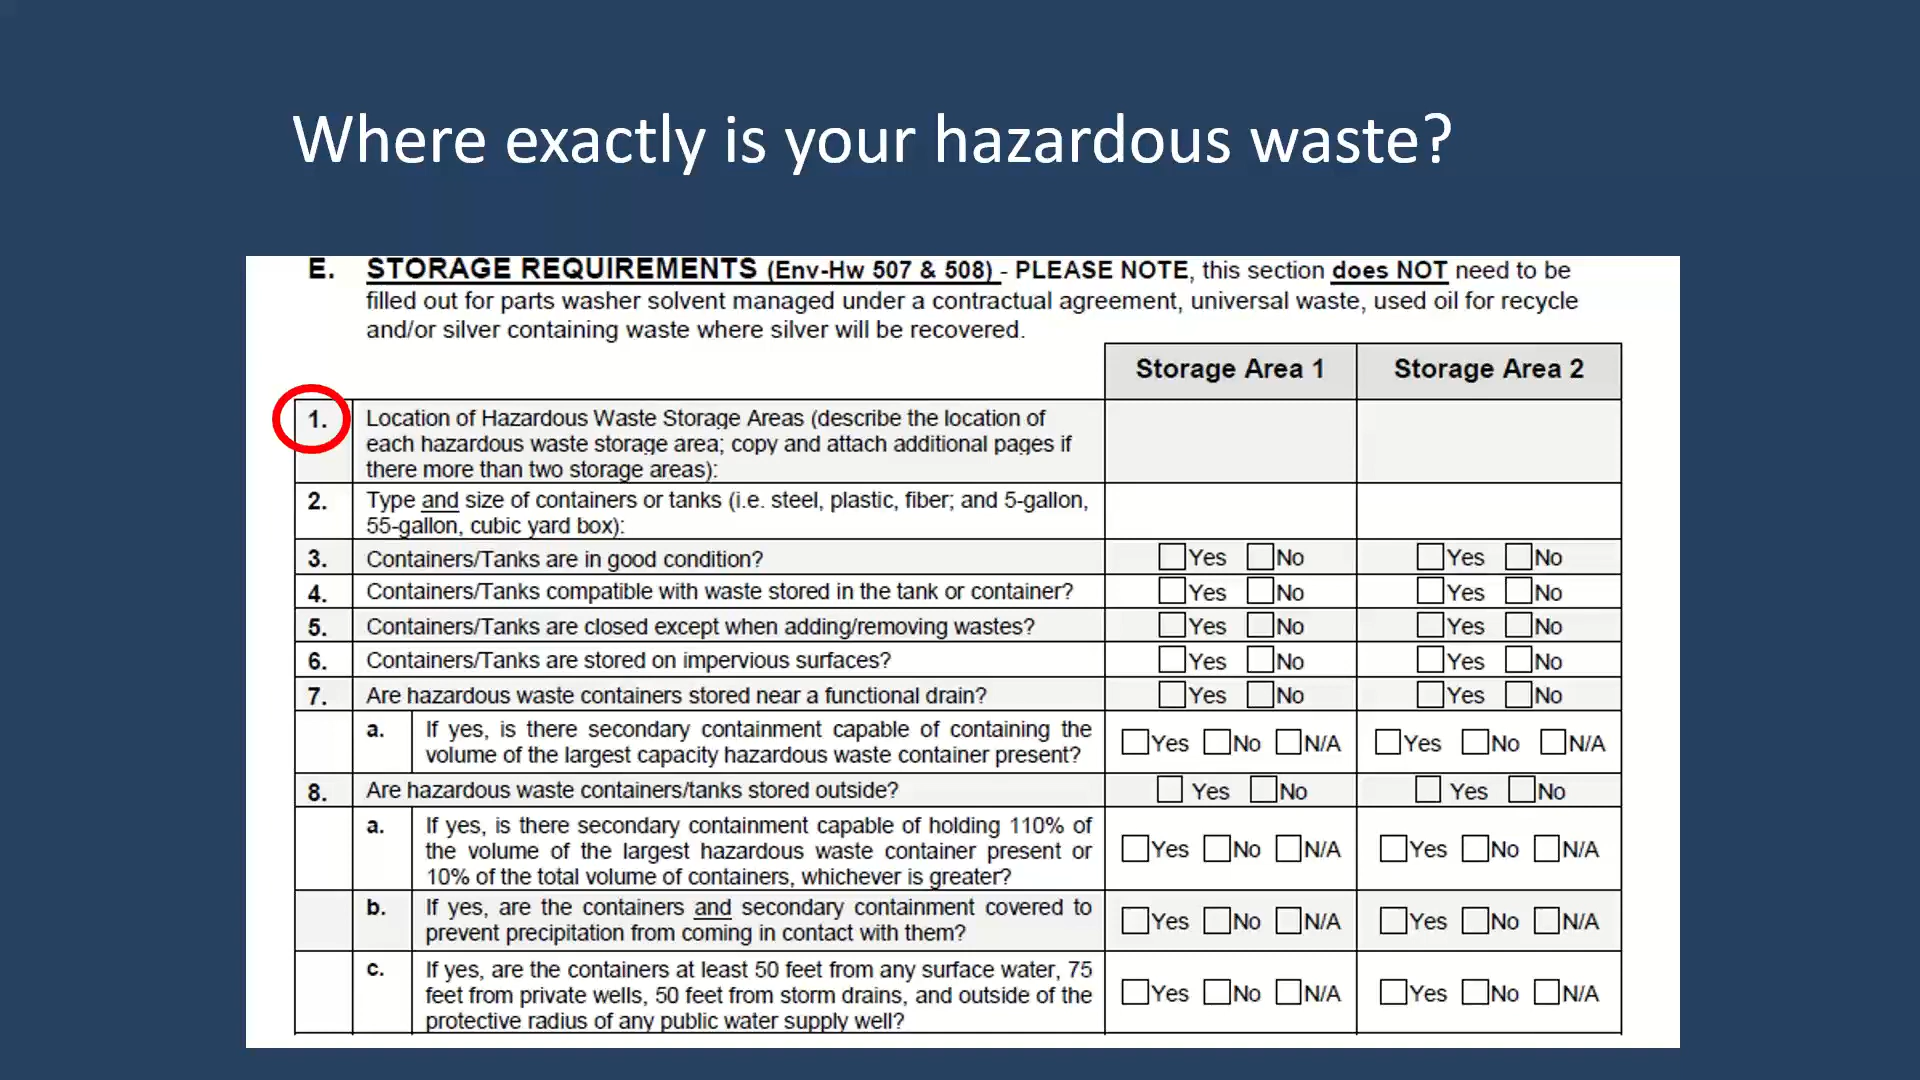 Where exactly is your hazardous waste?
E. STORAGE REQUIREMENTS (Env-Hw 507 & 508) - PLEASE NOTE, this section does NOT need to be
filled out for parts washer solvent managed under a contractual agreement, universal waste, used oil for recycle
and/or silver containing waste where silver will be recovered.
Storage Area 1 Storage Area 2
1. Location of Hazardous Waste Storage Areas (describe the location of
each hazardous waste storage area; copy and attach additional pages if
there more than two storage areas):
2. Type and size of containers or tanks (i.e. steel, plastic, fiber; and 5-gallon,
55-gallon, cubic yard box):
3. Containers/Tanks are in good condition? Yes No Yes No
4. Containers/Tanks compatible with waste stored in the tank or container? Yes No Yes No
5. Containers/Tanks are closed except when adding/removing wastes? Yes No Yes No
6. Containers/Tanks are stored on impervious surfaces? Yes No Yes No
7. Are hazardous waste containers stored near a functional drain? Yes No Yes No
a. If yes, is there secondary containment capable of containing the
volume of the largest capacity hazardous waste container present? Yes No N/A Yes No N/A
8. Are hazardous waste containers/tanks stored outside? Yes No Yes No
a. If yes, is there secondary containment capable of holding 110% of
the volume of the largest hazardous waste container present or Yes No N/A Yes No N/A
10% of the total volume of containers, whichever is greater?
b. If yes, are the containers and secondary containment covered to
prevent precipitation from coming in contact with them? Yes No N/A Yes No N/A
c. If yes, are the containers at least 50 feet from any surface water, 75
feet from private wells, 50 feet from storm drains, and outside of the Yes No N/A Yes No N/A
protective radius of any public water supply well?